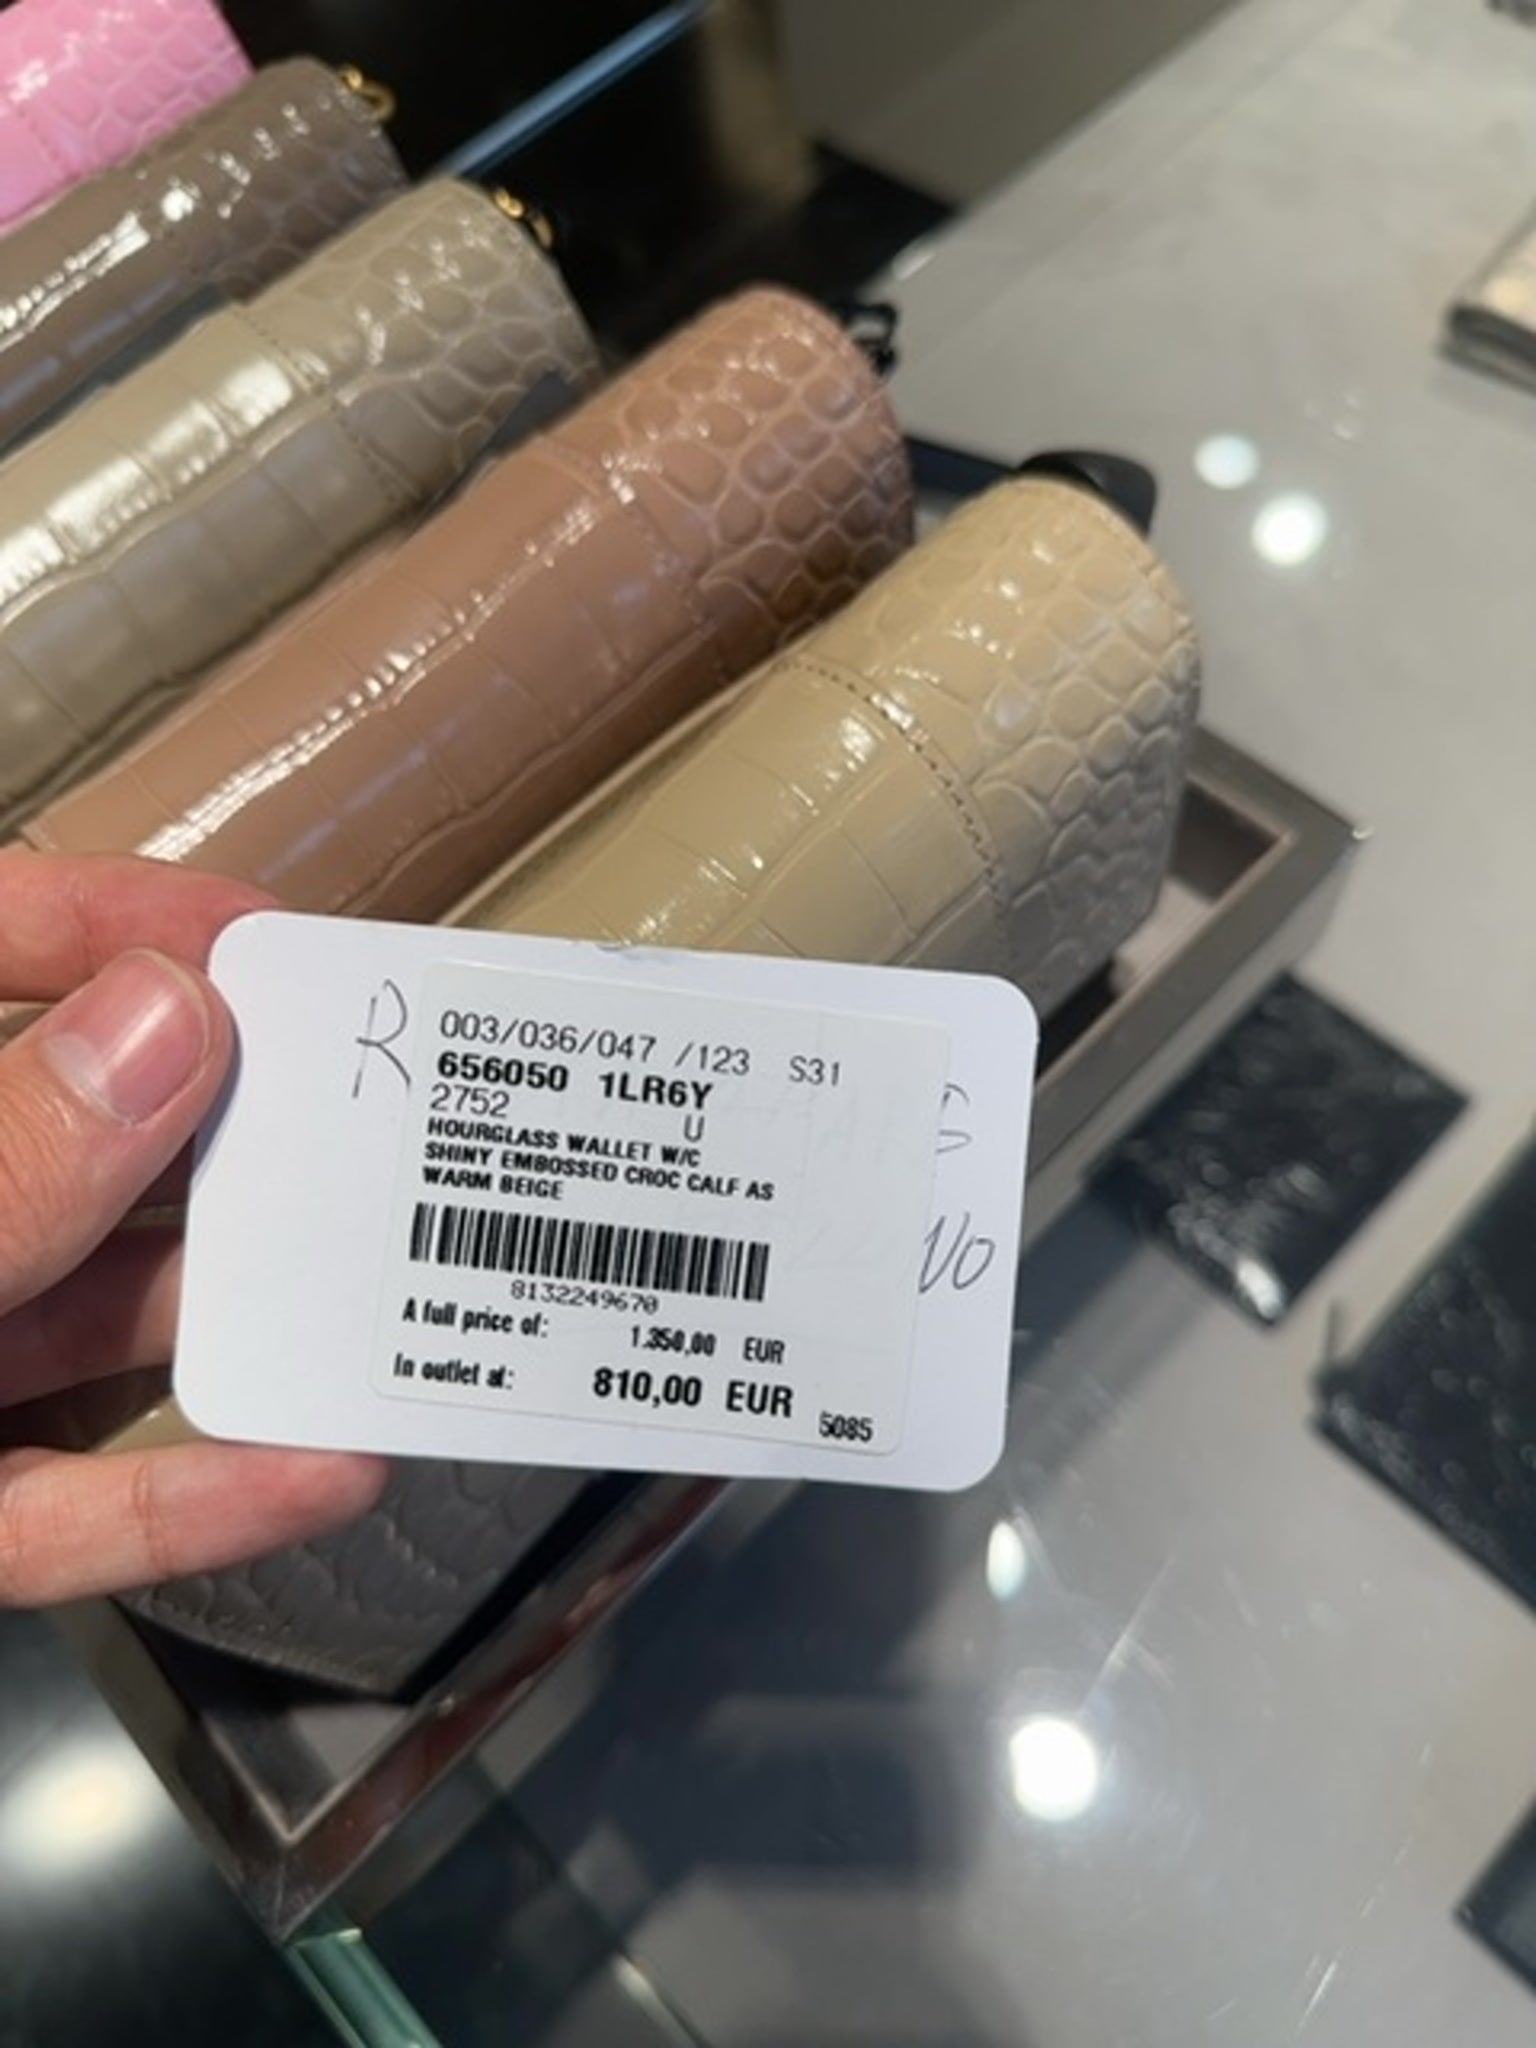 R
003/036/047 /123 S31
656050 1LR6Y
2752 U
HOURGLASS WALLET W/C
SHINY EMBOSSED CROC CALF AS
WARM BEIGE
8132249670
A full price of: 1.350,00 EUR
In outlet at: 810,00 EUR
5085